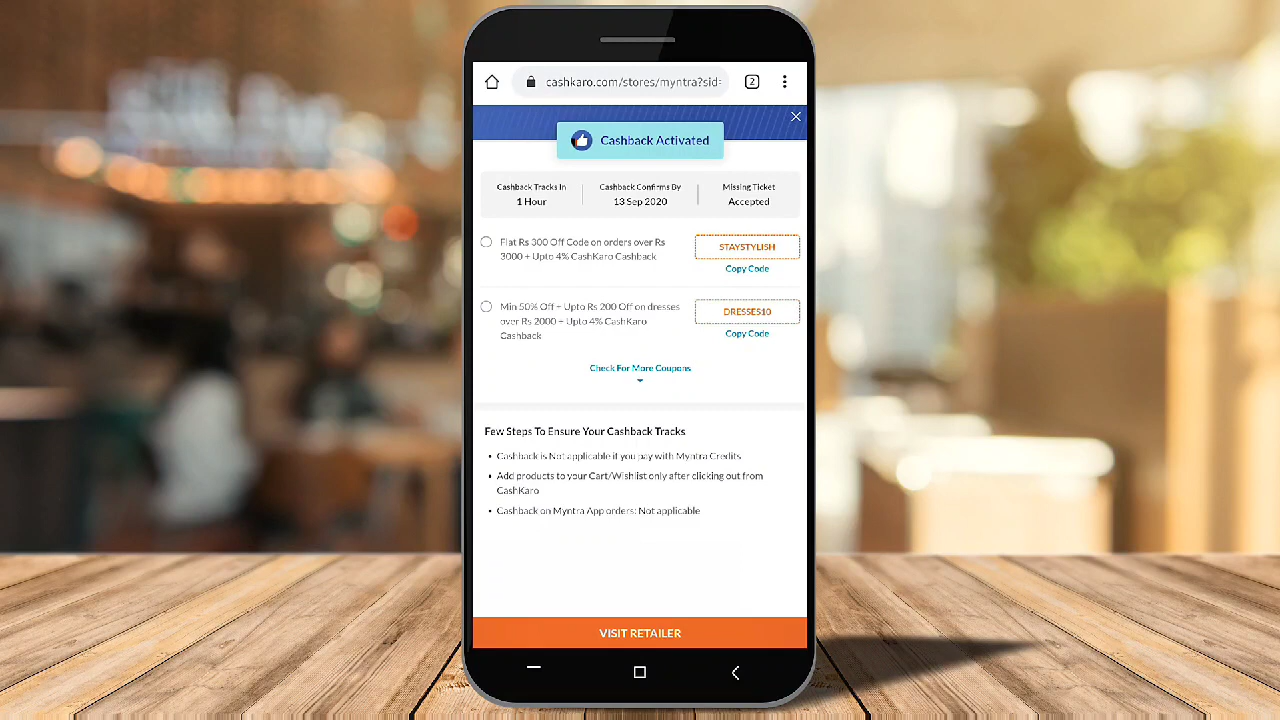 cashkaro.com/stores/myntra?sid=
2
Cashback Activated
Cashback Tracks In
1 Hour
Cashback Confirms By
13 Sep 2020
Missing Ticket
Accepted
Flat Rs 300 Off Code on orders over Rs
3000 + Upto 4% CashKaro Cashback
STAYSTYLISH
Copy Code
Min 50% Off + Upto Rs 200 Off on dresses
over Rs 2000 + Upto 4% CashKaro
Cashback
DRESSES10
Copy Code
Check For More Coupons
Few Steps To Ensure Your Cashback Tracks
• Cashback is Not applicable if you pay with Myntra Credits
• Add products to your Cart/Wishlist only after clicking out from
CashKaro
• Cashback on Myntra App orders: Not applicable
VISIT RETAILER